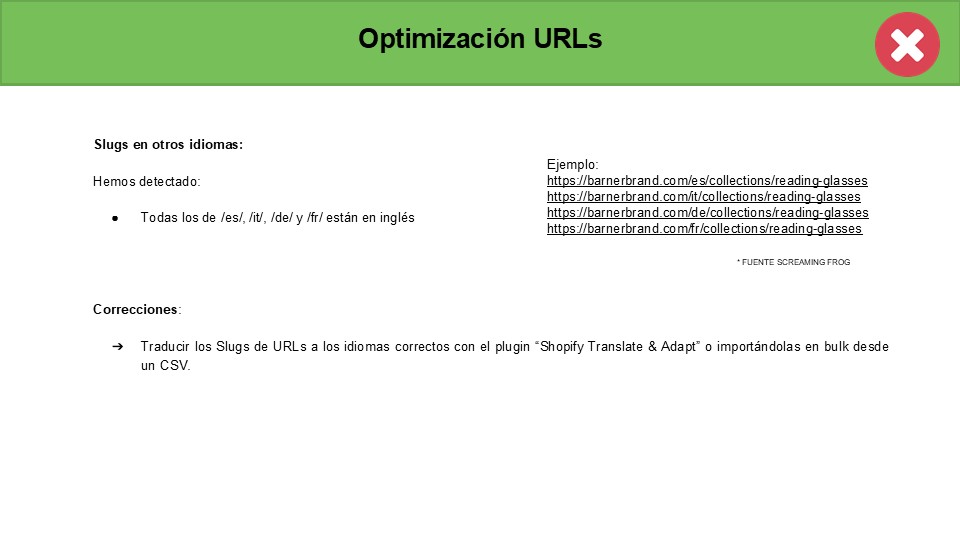 Optimización URLs
Slugs en otros idiomas:
Hemos detectado:
● Todas los de /es/, /it/, /de/ y /fr/ están en inglés
Ejemplo:
https://barnerbrand.com/es/collections/reading-glasses
https://barnerbrand.com/it/collections/reading-glasses
https://barnerbrand.com/de/collections/reading-glasses
https://barnerbrand.com/fr/collections/reading-glasses
* FUENTE SCREAMING FROG
Correcciones:
➔ Traducir los Slugs de URLs a los idiomas correctos con el plugin “Shopify Translate & Adapt” o importándolas en bulk desde
un CSV.